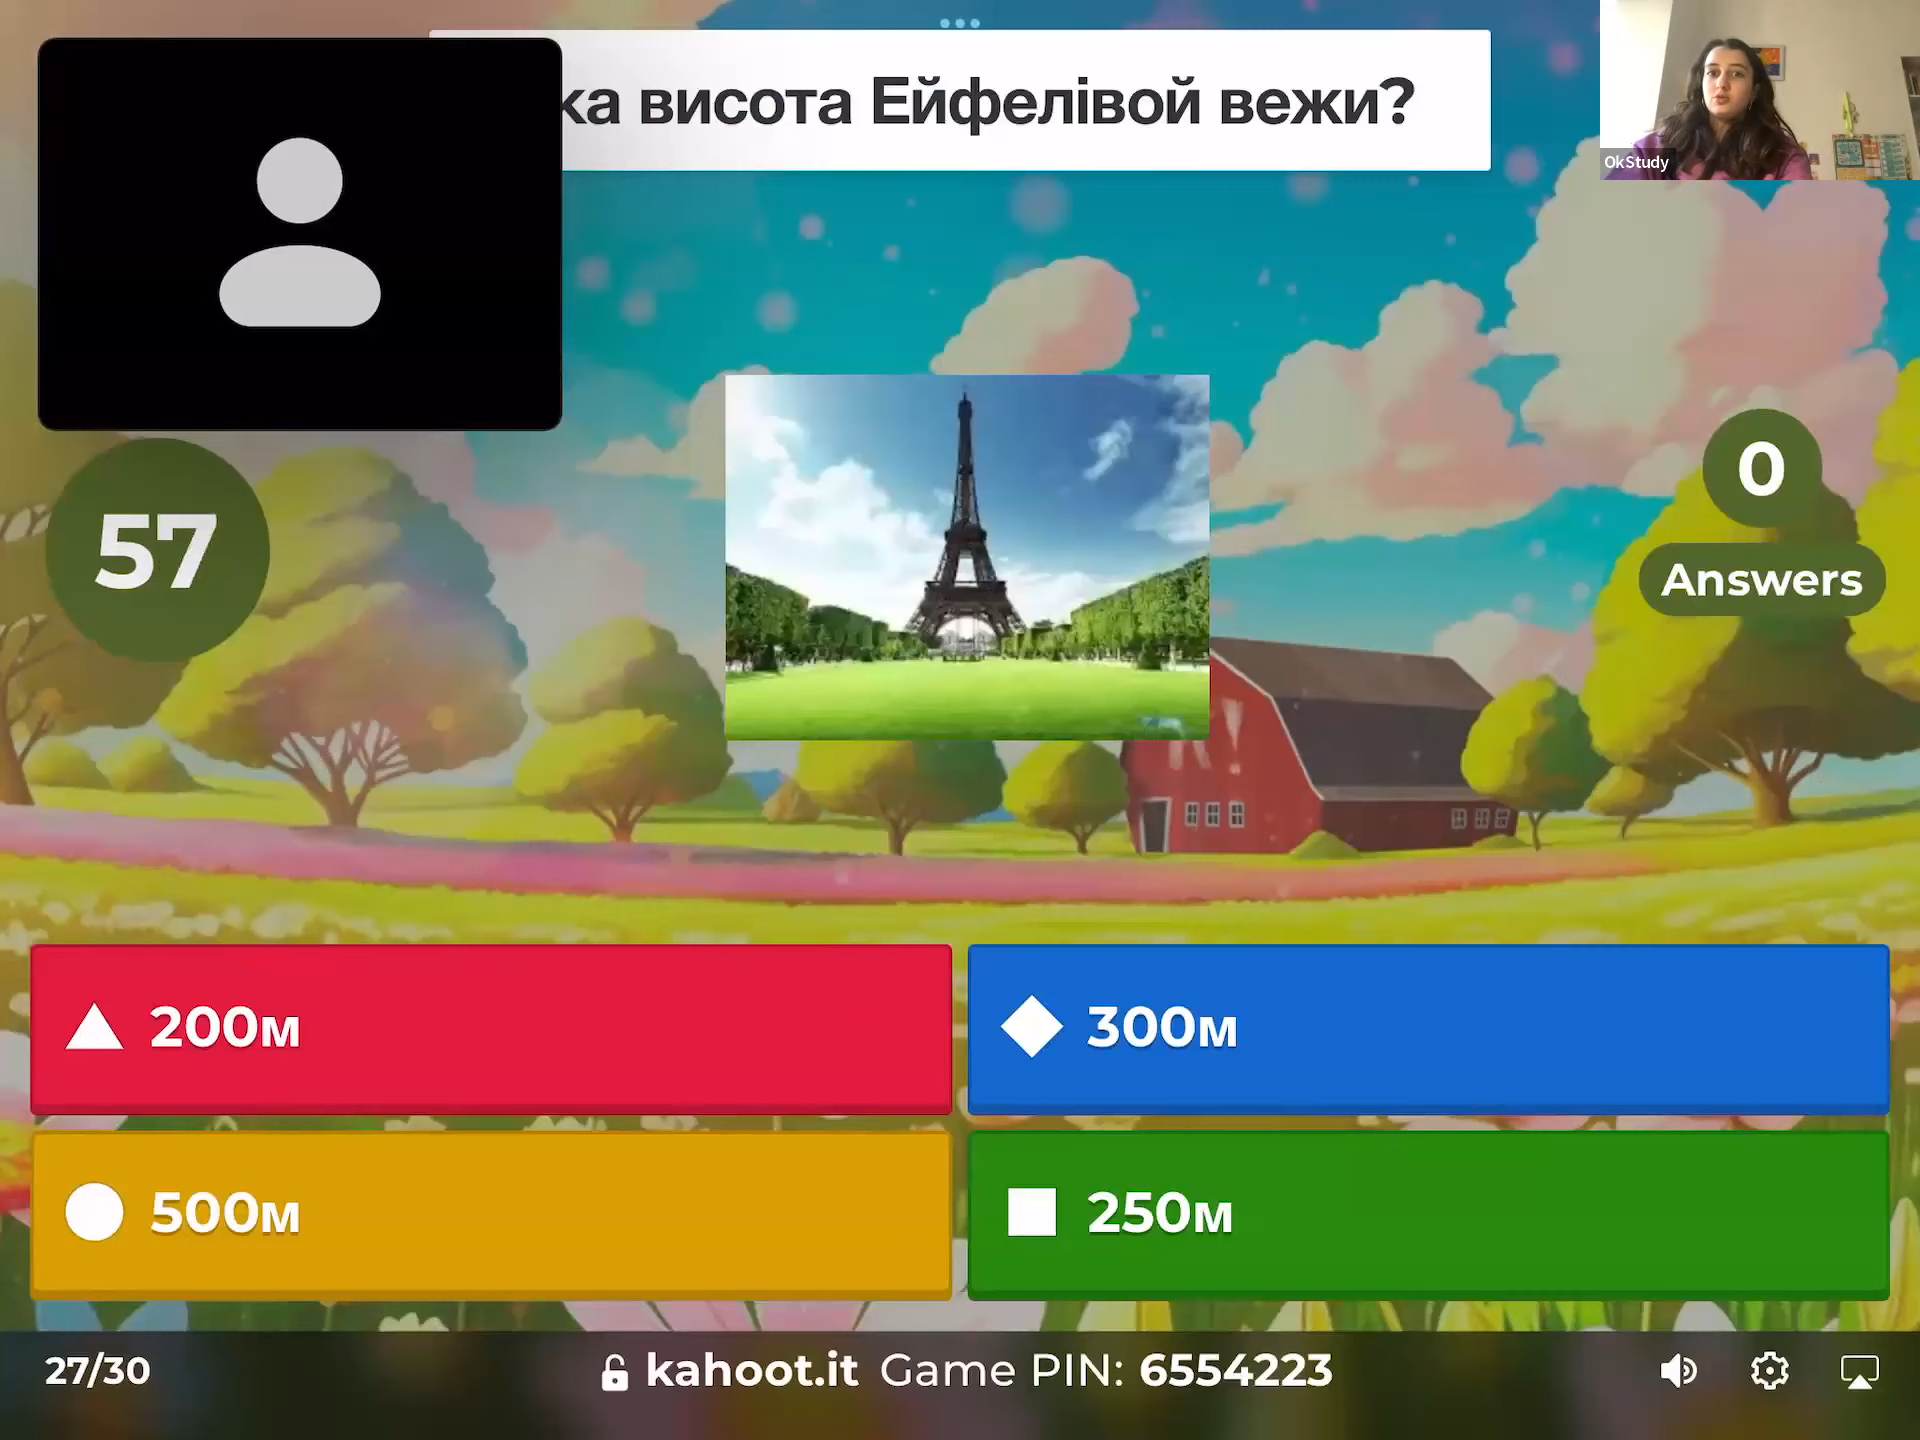 ка висота Ейфелівой вежи?
OkStudy
57
0
Answers
200м
300м
500м
250м
27/30
kahoot.it Game PIN: 6554223